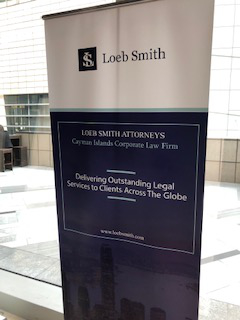 LS
Loeb Smith
LOEB SMITH ATTORNEYS
Cayman Islands Corporate Law Firm
Delivering Outstanding Legal
Services to Clients Across The Globe
www.loebsmith.com